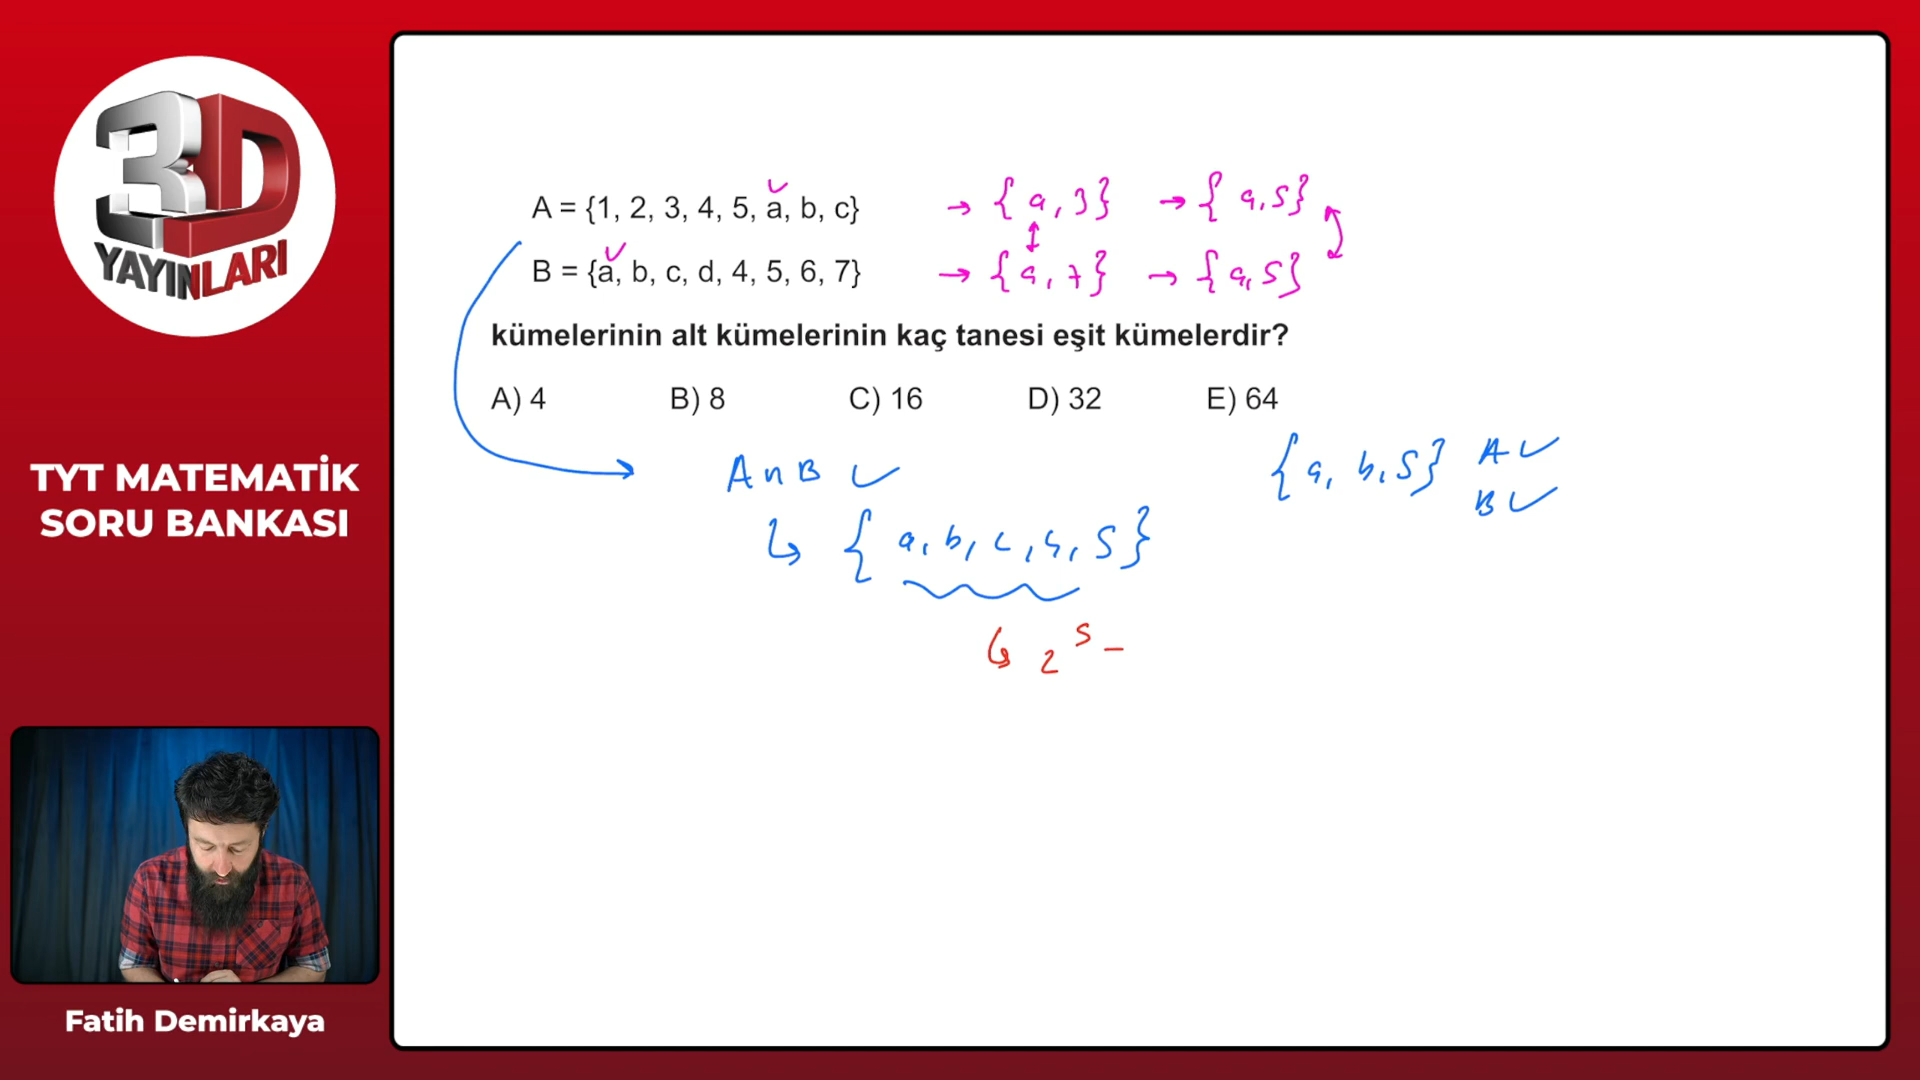 3D
YAYINLARI
TYT MATEMATİK
SORU BANKASI
Fatih Demirkaya
A = {1, 2, 3, 4, 5, a, b, c}
→ {a, 3} → {a, 5}
B = {a, b, c, d, 4, 5, 6, 7}
→ {a, 7} → {a, 5}
kümelerinin alt kümelerinin kaç tanesi eşit kümelerdir?
A) 4 B) 8 C) 16 D) 32 E) 64
A ∩ B ✓
{a, b, 5} A ✓
B ✓
↳ {a, b, c, 4, 5}
↳ 2⁵ –